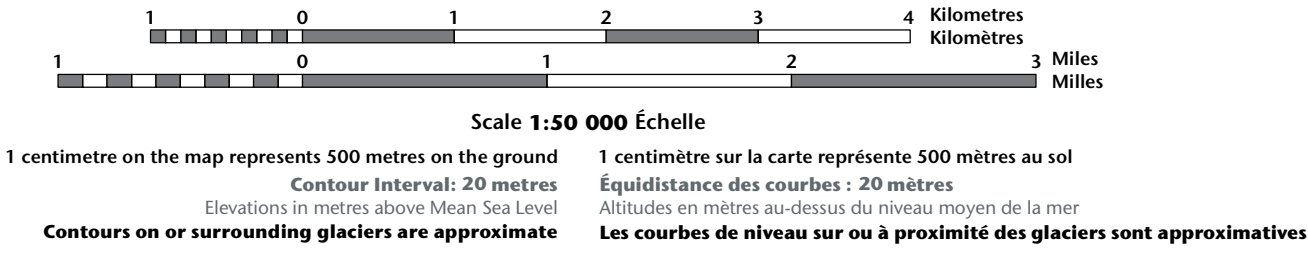 1 0 1 2 3 4 Kilometres
Kilomètres
1 0 1 2 3 Miles
Milles
Scale 1:50 000 Échelle
1 centimetre on the map represents 500 metres on the ground 1 centimètre sur la carte représente 500 mètres au sol
Contour Interval: 20 metres Équidistance des courbes : 20 mètres
Elevations in metres above Mean Sea Level Altitudes en mètres au-dessus du niveau moyen de la mer
Contours on or surrounding glaciers are approximate Les courbes de niveau sur ou à proximité des glaciers sont approximatives